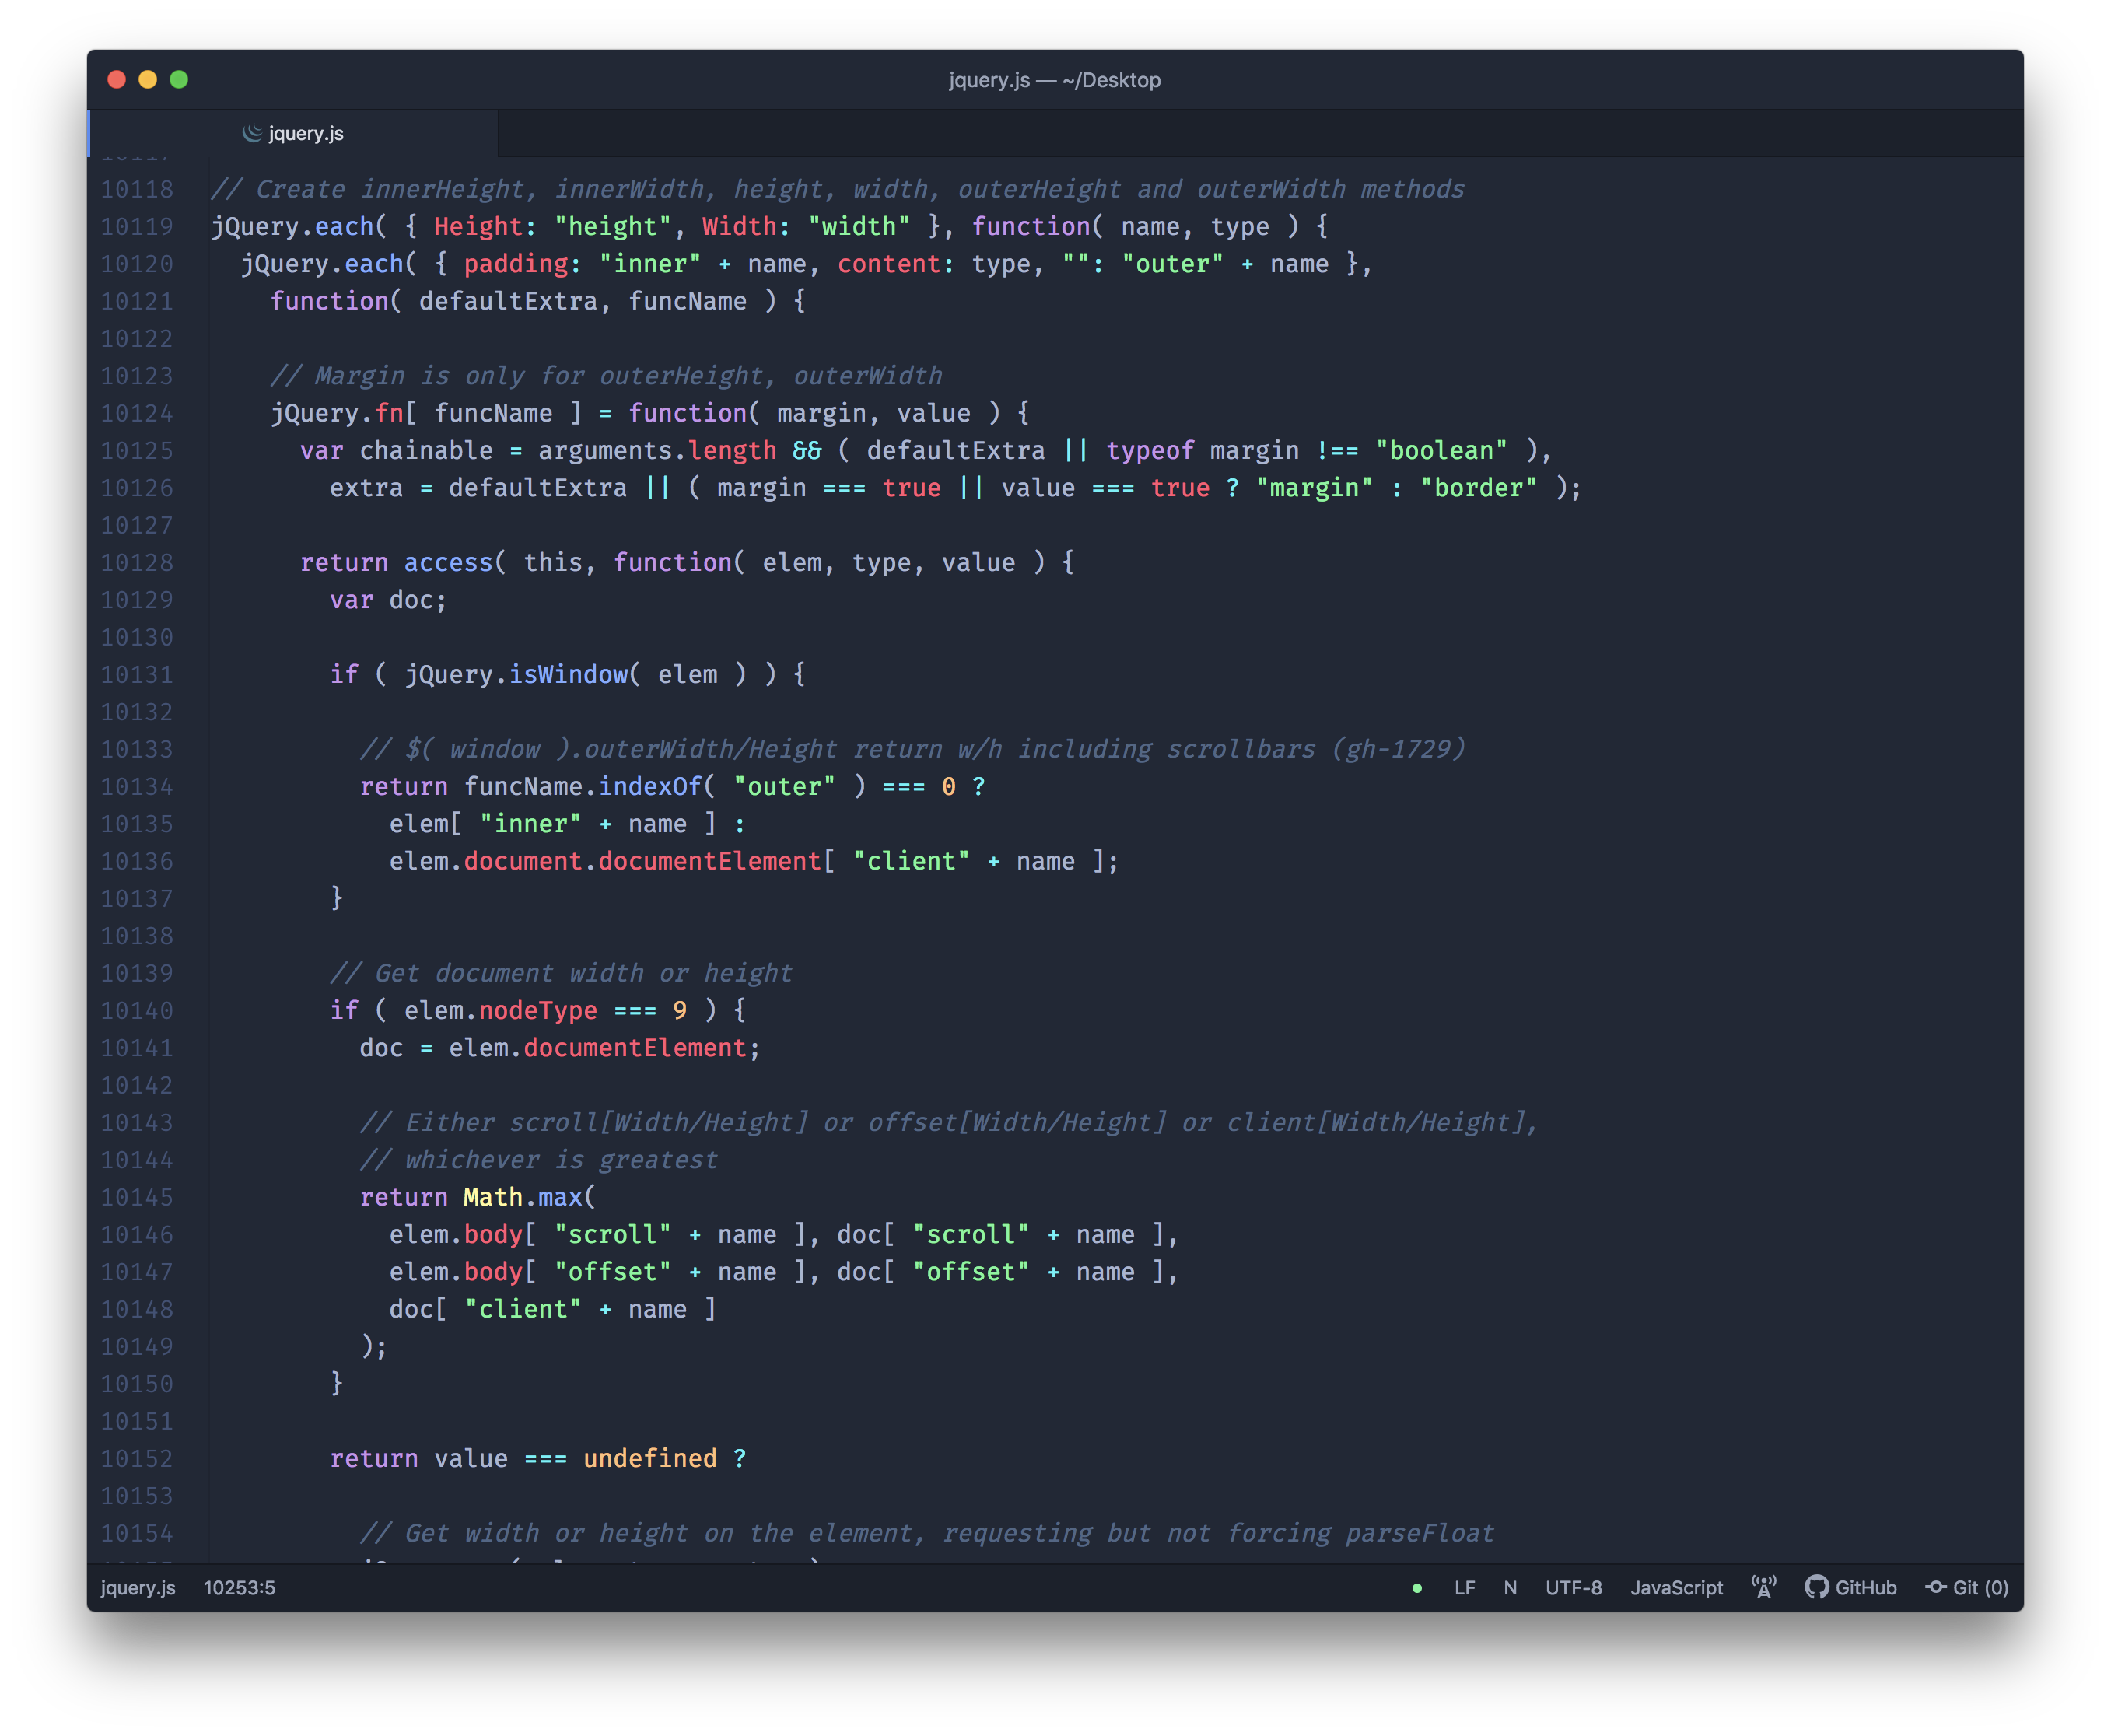 jquery.js — ~/Desktop
jquery.js
10118 // Create innerHeight, innerWidth, height, width, outerHeight and outerWidth methods
10119 jQuery.each( { Height: "height", Width: "width" }, function( name, type ) {
10120   jQuery.each( { padding: "inner" + name, content: type, "": "outer" + name },
10121     function( defaultExtra, funcName ) {
10122
10123     // Margin is only for outerHeight, outerWidth
10124     jQuery.fn[ funcName ] = function( margin, value ) {
10125       var chainable = arguments.length && ( defaultExtra || typeof margin !== "boolean" ),
10126         extra = defaultExtra || ( margin === true || value === true ? "margin" : "border" );
10127
10128       return access( this, function( elem, type, value ) {
10129         var doc;
10130
10131         if ( jQuery.isWindow( elem ) ) {
10132
10133           // $( window ).outerWidth/Height return w/h including scrollbars (gh-1729)
10134           return funcName.indexOf( "outer" ) === 0 ?
10135             elem[ "inner" + name ] :
10136             elem.document.documentElement[ "client" + name ];
10137         }
10138
10139         // Get document width or height
10140         if ( elem.nodeType === 9 ) {
10141           doc = elem.documentElement;
10142
10143           // Either scroll[Width/Height] or offset[Width/Height] or client[Width/Height],
10144           // whichever is greatest
10145           return Math.max(
10146             elem.body[ "scroll" + name ], doc[ "scroll" + name ],
10147             elem.body[ "offset" + name ], doc[ "offset" + name ],
10148             doc[ "client" + name ]
10149           );
10150         }
10151
10152         return value === undefined ?
10153
10154           // Get width or height on the element, requesting but not forcing parseFloat
jquery.js 10253:5 LF N UTF-8 JavaScript GitHub Git (0)